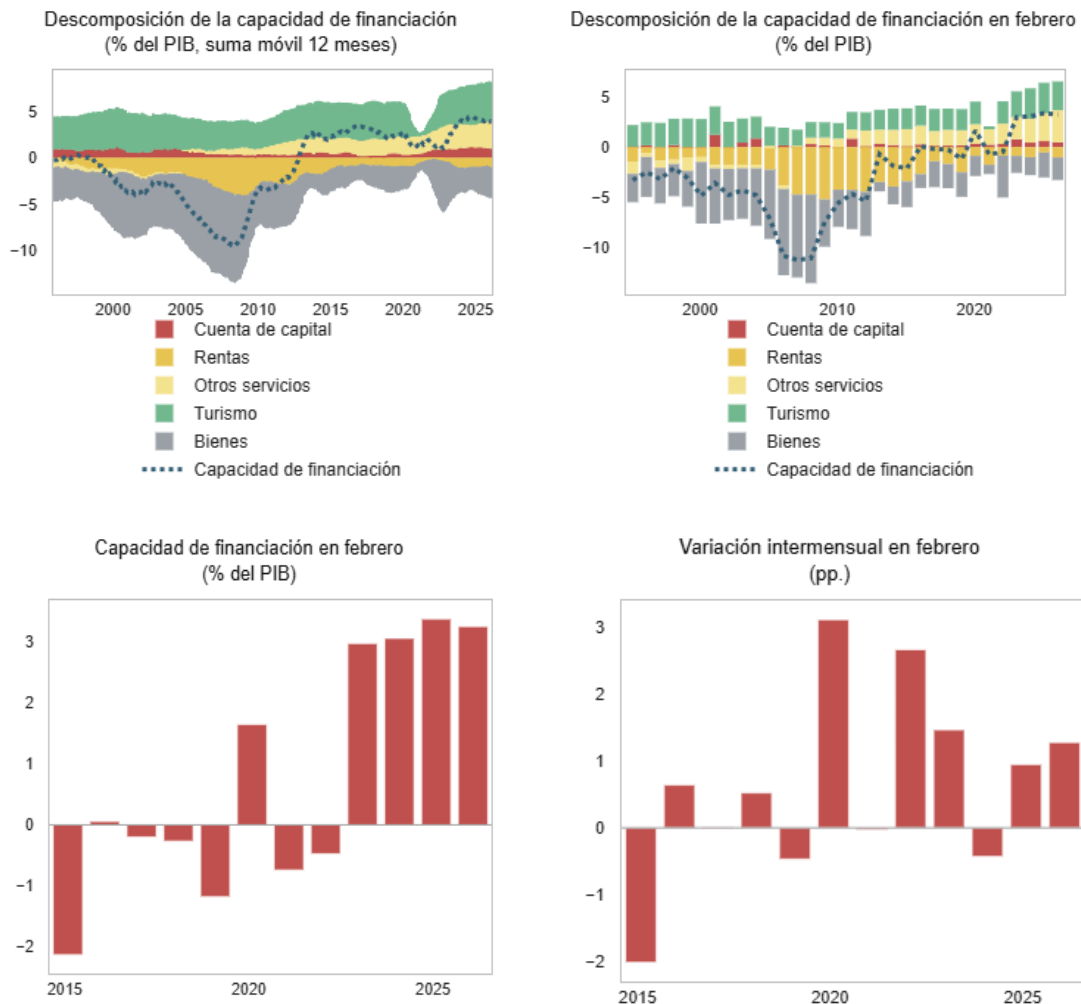 Descomposición de la capacidad de financiación
(% del PIB, suma móvil 12 meses)
5
0
−5
−10
2000 2005 2010 2015 2020 2025
Cuenta de capital
Rentas
Otros servicios
Turismo
Bienes
Capacidad de financiación
Descomposición de la capacidad de financiación en febrero
(% del PIB)
5
0
−5
−10
2000 2010 2020
Cuenta de capital
Rentas
Otros servicios
Turismo
Bienes
Capacidad de financiación
Capacidad de financiación en febrero
(% del PIB)
3
2
1
0
−1
−2
2015 2020 2025
Variación intermensual en febrero
(pp.)
3
2
1
0
−1
−2
2015 2020 2025